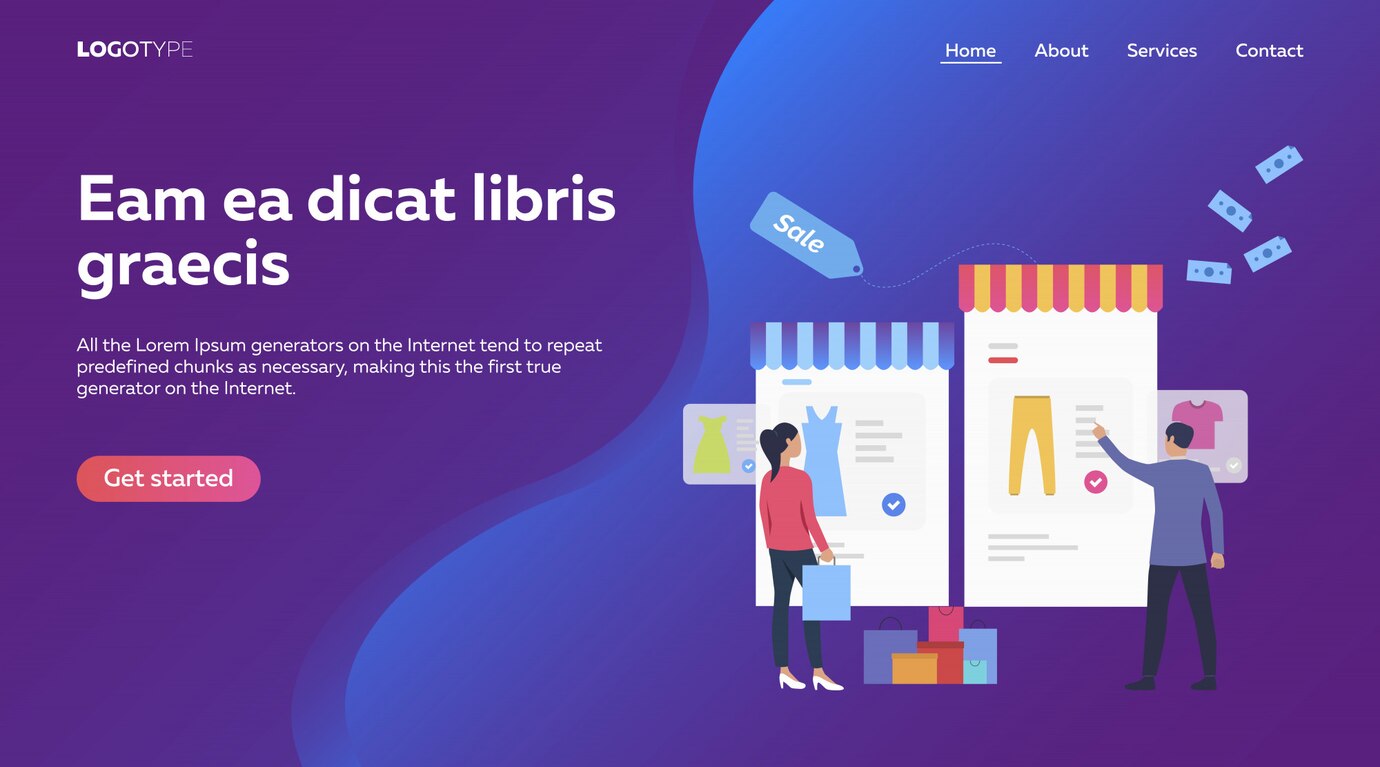 LOGOTYPE
Home About Services Contact
Eam ea dicat libris
graecis
All the Lorem Ipsum generators on the Internet tend to repeat
predefined chunks as necessary, making this the first true
generator on the Internet.
Get started
Sale